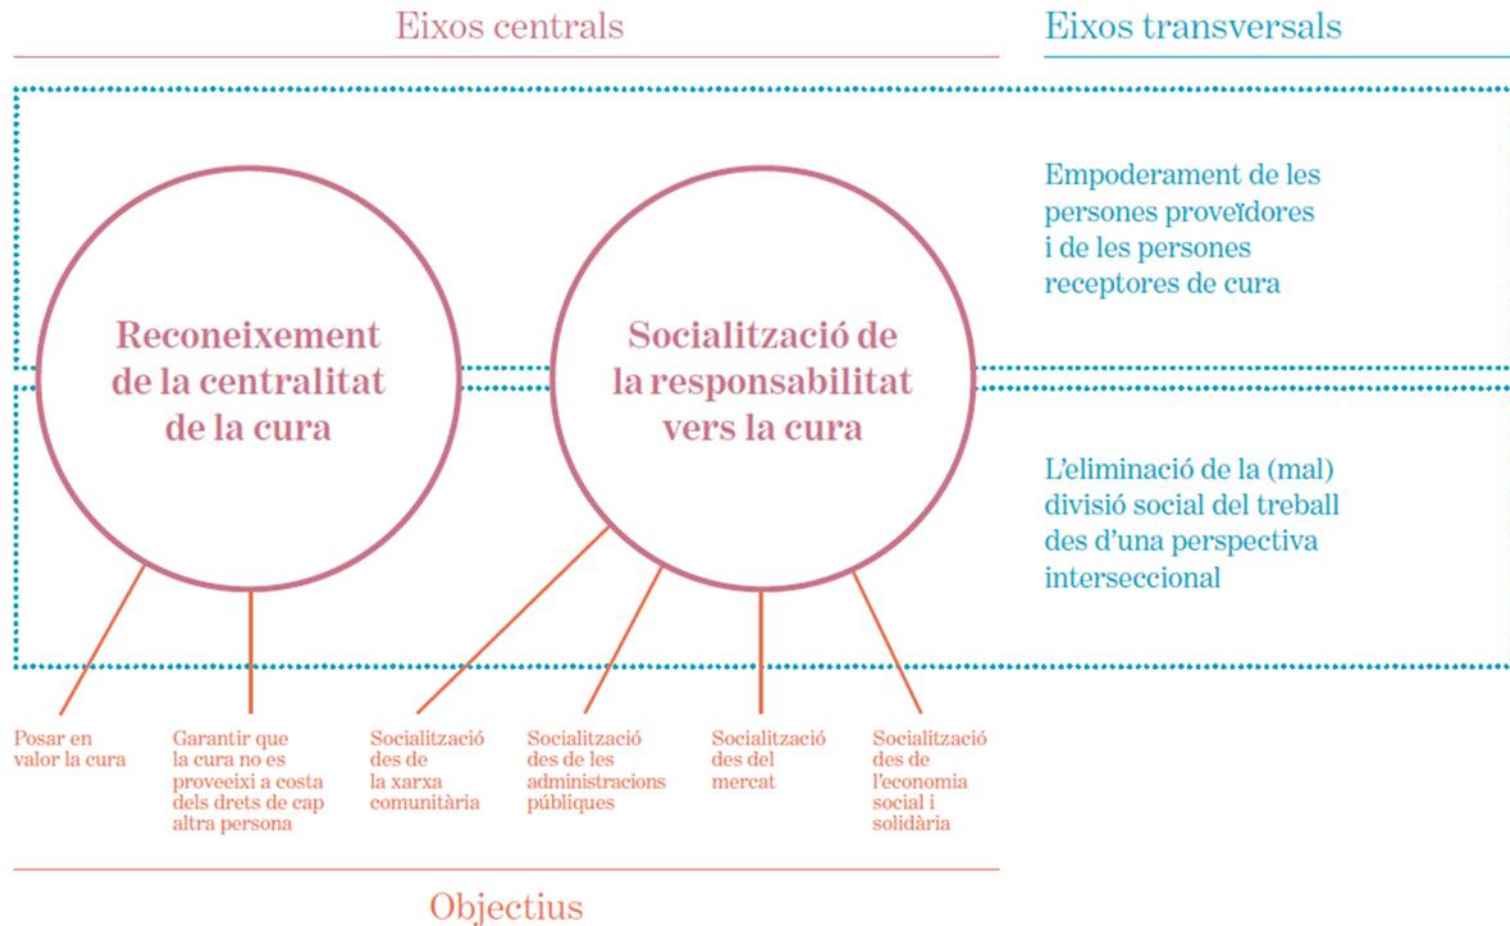 Eixos centrals
Eixos transversals
Reconeixement
de la centralitat
de la cura
Socialització de
la responsabilitat
vers la cura
Empoderament de les
persones proveïdores
i de les persones
receptores de cura
L'eliminació de la (mal)
divisió social del treball
des d'una perspectiva
interseccional
Posar en
valor la cura
Garantir que
la cura no es
proveeixi a costa
dels drets de cap
altra persona
Socialització
des de
la xarxa
comunitària
Socialització
des de les
administracions
públiques
Socialització
des del
mercat
Socialització
des de
l'economia
social i
solidària
Objectius